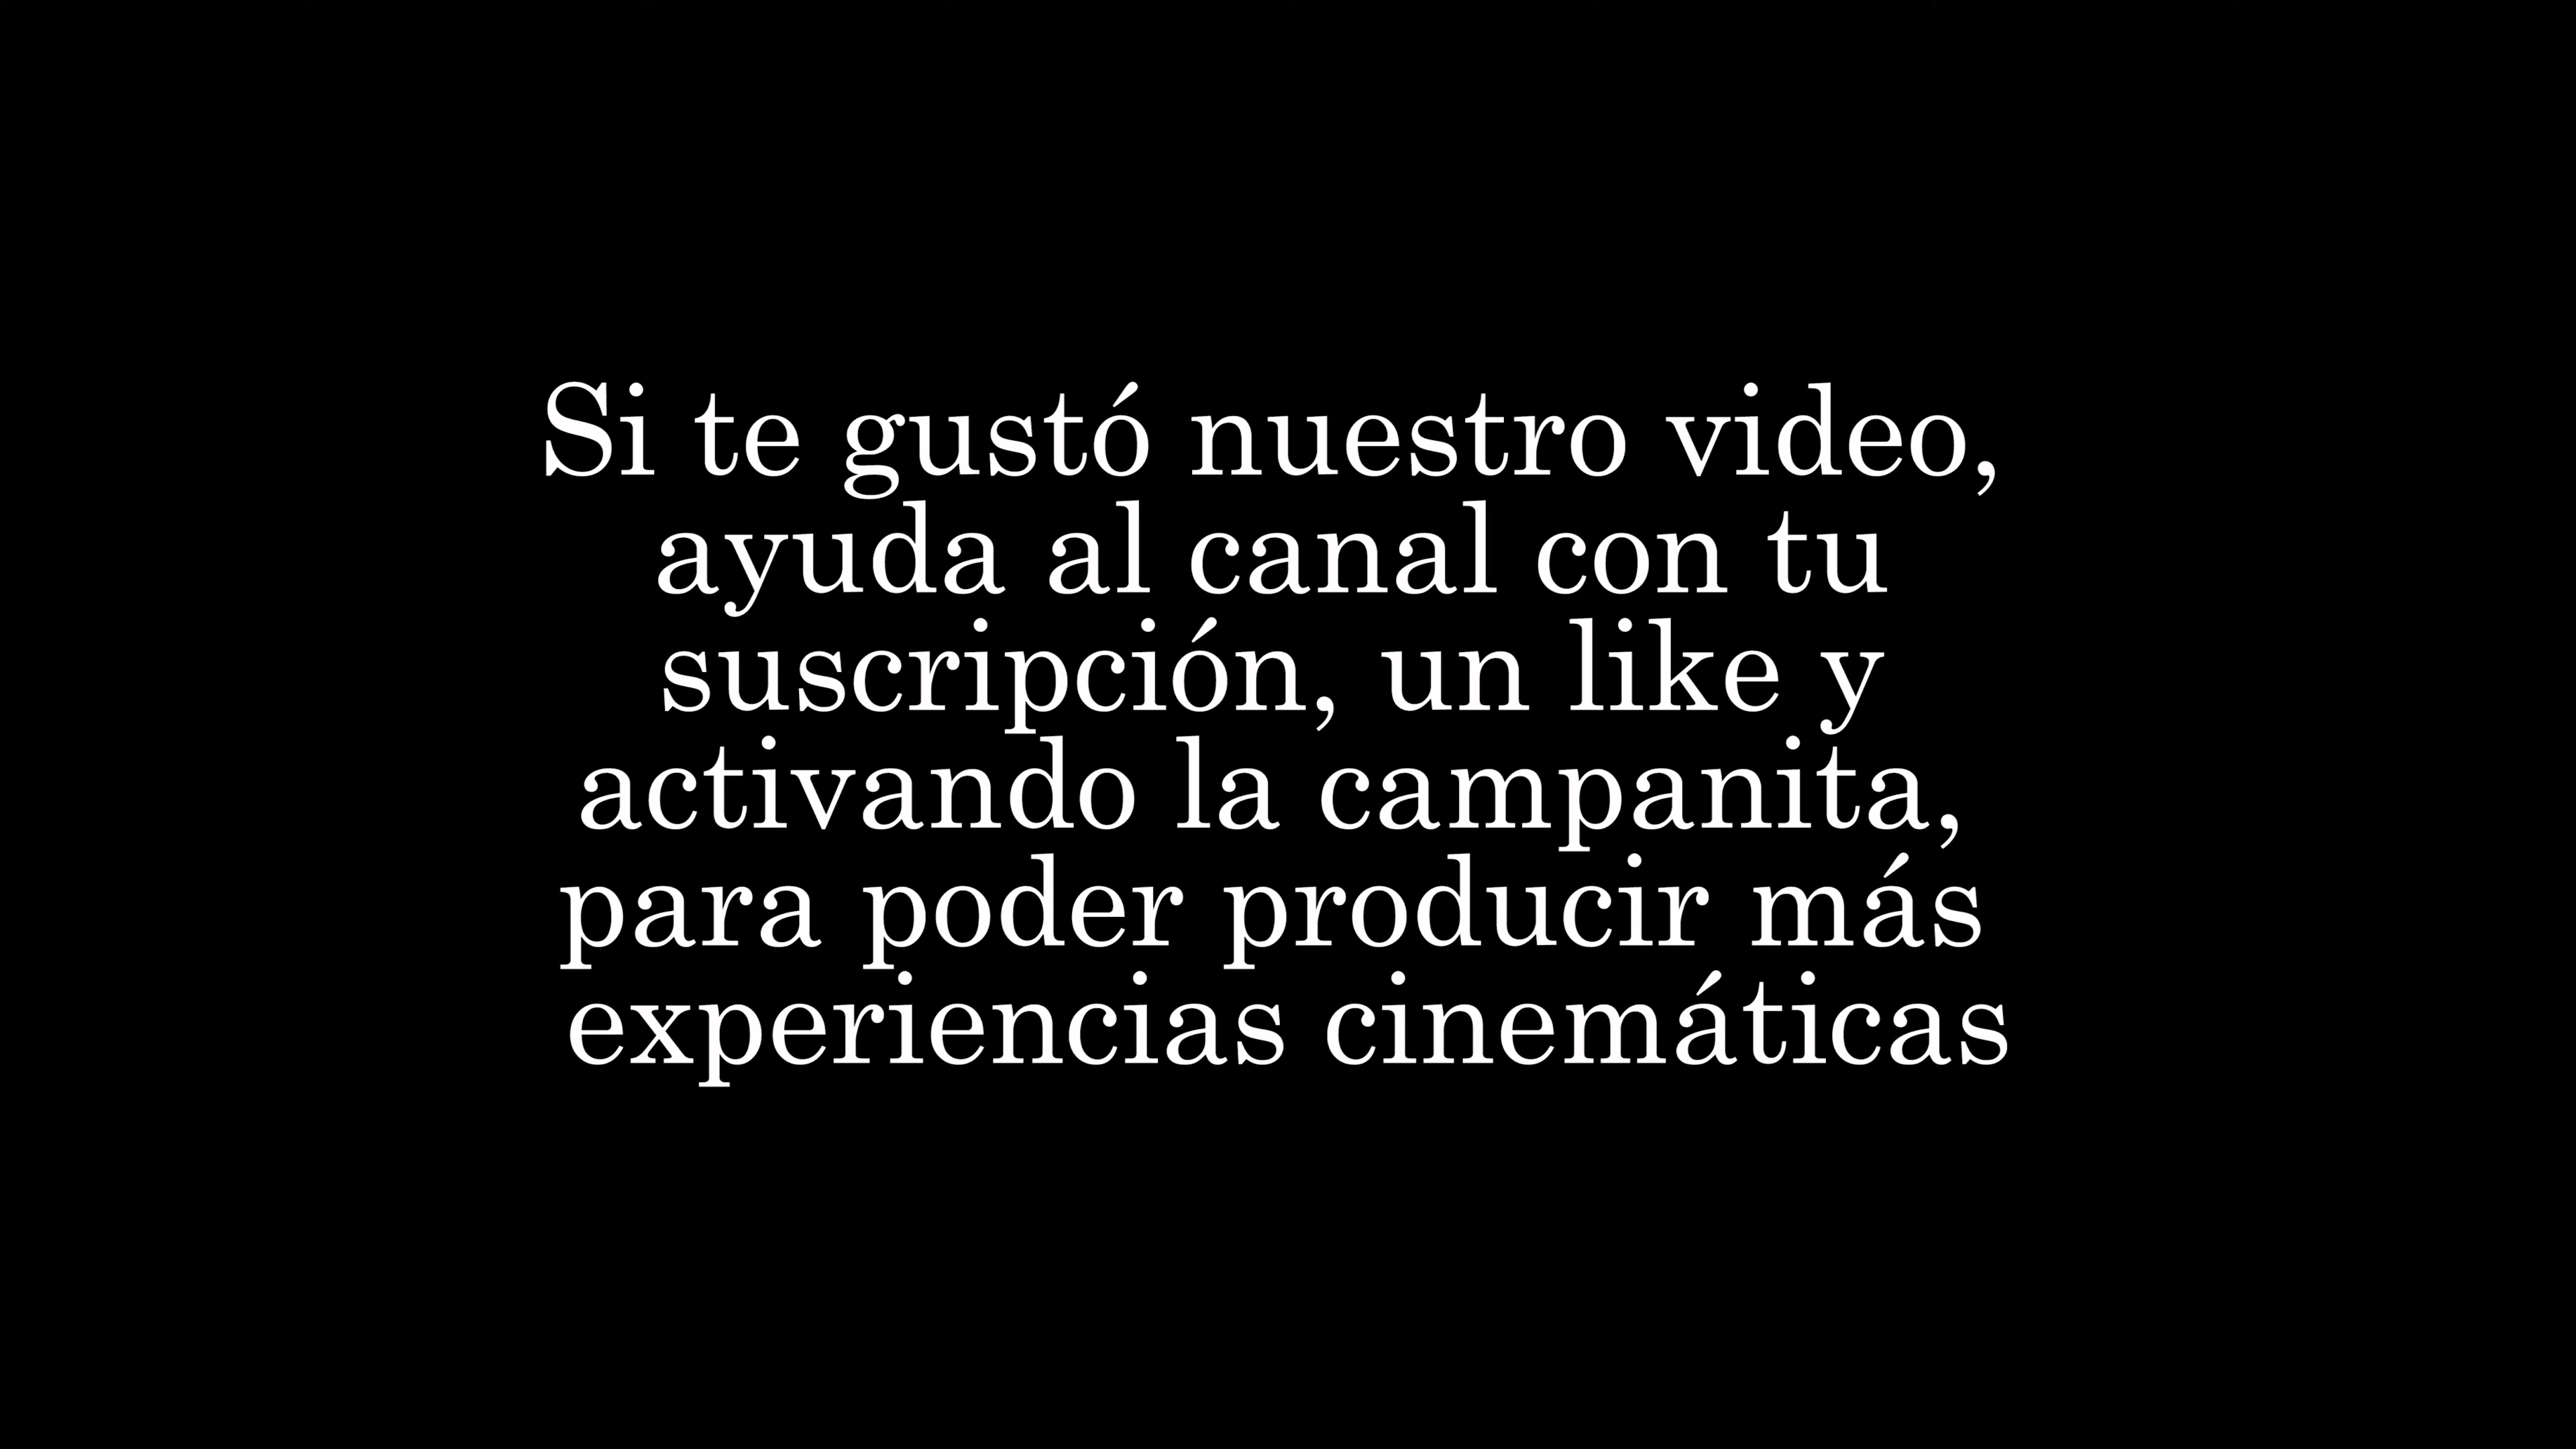 Si te gustó nuestro video,
ayuda al canal con tu
suscripción, un like y
activando la campanita,
para poder producir más
experiencias cinemáticas